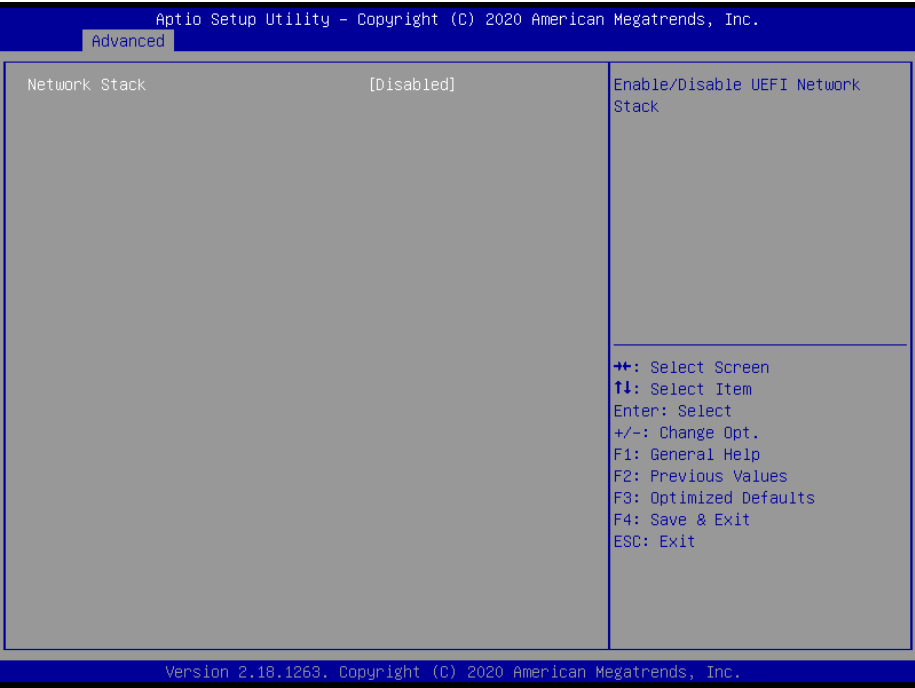 Aptio Setup Utility – Copyright (C) 2020 American Megatrends, Inc.
Advanced
Network Stack [Disabled]
Enable/Disable UEFI Network
Stack
→←: Select Screen
↑↓: Select Item
Enter: Select
+/-: Change Opt.
F1: General Help
F2: Previous Values
F3: Optimized Defaults
F4: Save & Exit
ESC: Exit
Version 2.18.1263. Copyright (C) 2020 American Megatrends, Inc.